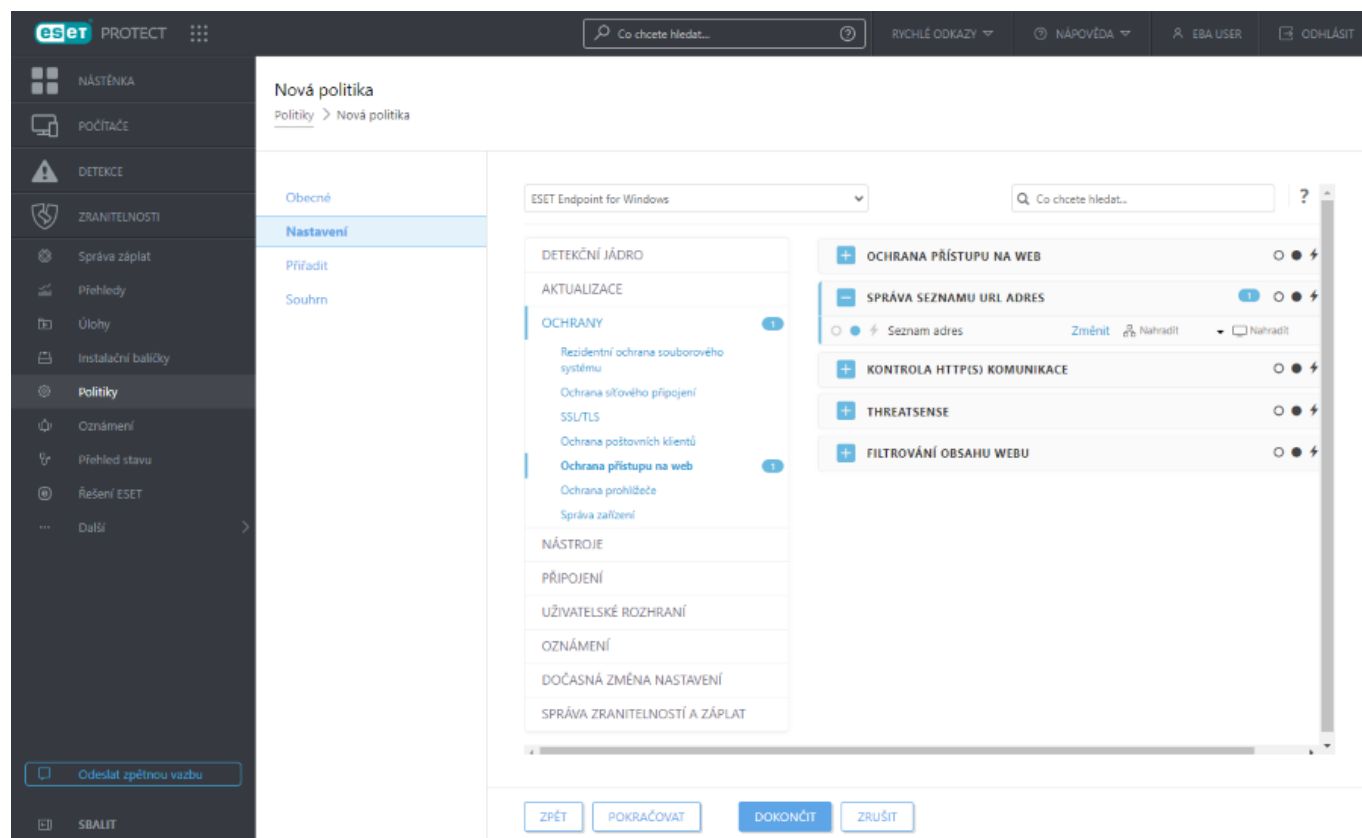 eset PROTECT
Co chcete hledat...
RYCHLÉ ODKAZY
NÁPOVĚDA
EBA USER
ODHLÁSIT
NÁSTĚNKA
POČÍTAČE
DETEKCE
ZRANITELNOSTI
Správa záplat
Přehledy
Úlohy
Instalační balíčky
Politiky
Oznámení
Přehled stavu
Řešení ESET
Další
Odeslat zpětnou vazbu
SBALIT
Nová politika
Politiky > Nová politika
Obecné
Nastavení
Přiřadit
Souhrn
ESET Endpoint for Windows
Co chcete hledat...
?
DETEKČNÍ JÁDRO
AKTUALIZACE
OCHRANY 1
Rezidentní ochrana souborového
systému
Ochrana síťového připojení
SSL/TLS
Ochrana poštovních klientů
Ochrana přístupu na web 1
Ochrana prohlížeče
Správa zařízení
NÁSTROJE
PŘIPOJENÍ
UŽIVATELSKÉ ROZHRANÍ
OZNÁMENÍ
DOČASNÁ ZMĚNA NASTAVENÍ
SPRÁVA ZRANITELNOSTÍ A ZÁPLAT
OCHRANA PŘÍSTUPU NA WEB
SPRÁVA SEZNAMU URL ADRES 1
Seznam adres Změnit Nahradit Nahradit
KONTROLA HTTP(S) KOMUNIKACE
THREATSENSE
FILTROVÁNÍ OBSAHU WEBU
ZPĚT
POKRAČOVAT
DOKONČIT
ZRUŠIT